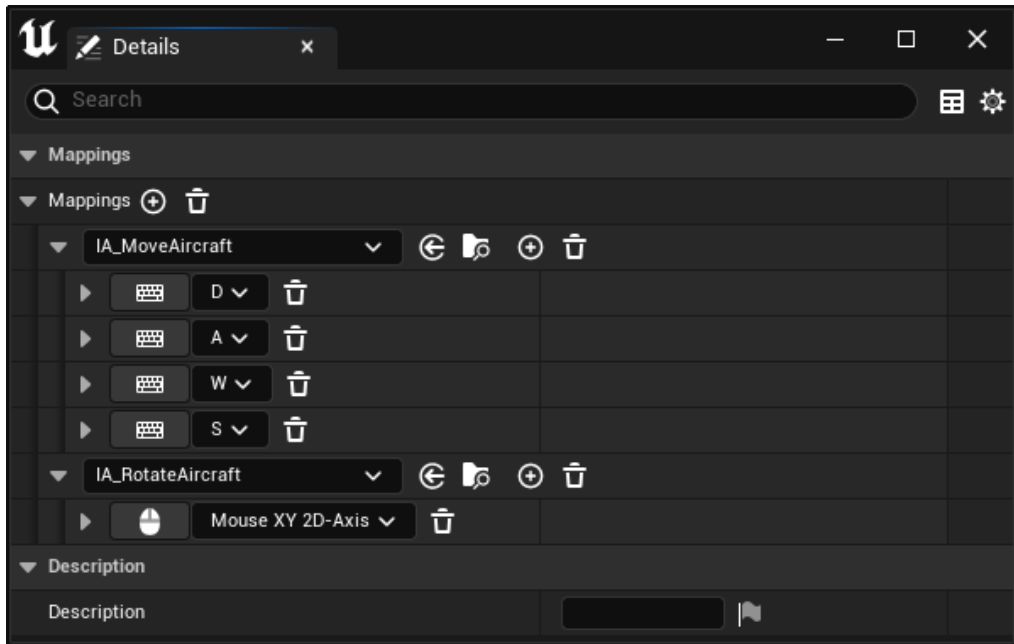 Details
Search
Mappings
Mappings
IA_MoveAircraft
D
A
W
S
IA_RotateAircraft
Mouse XY 2D-Axis
Description
Description